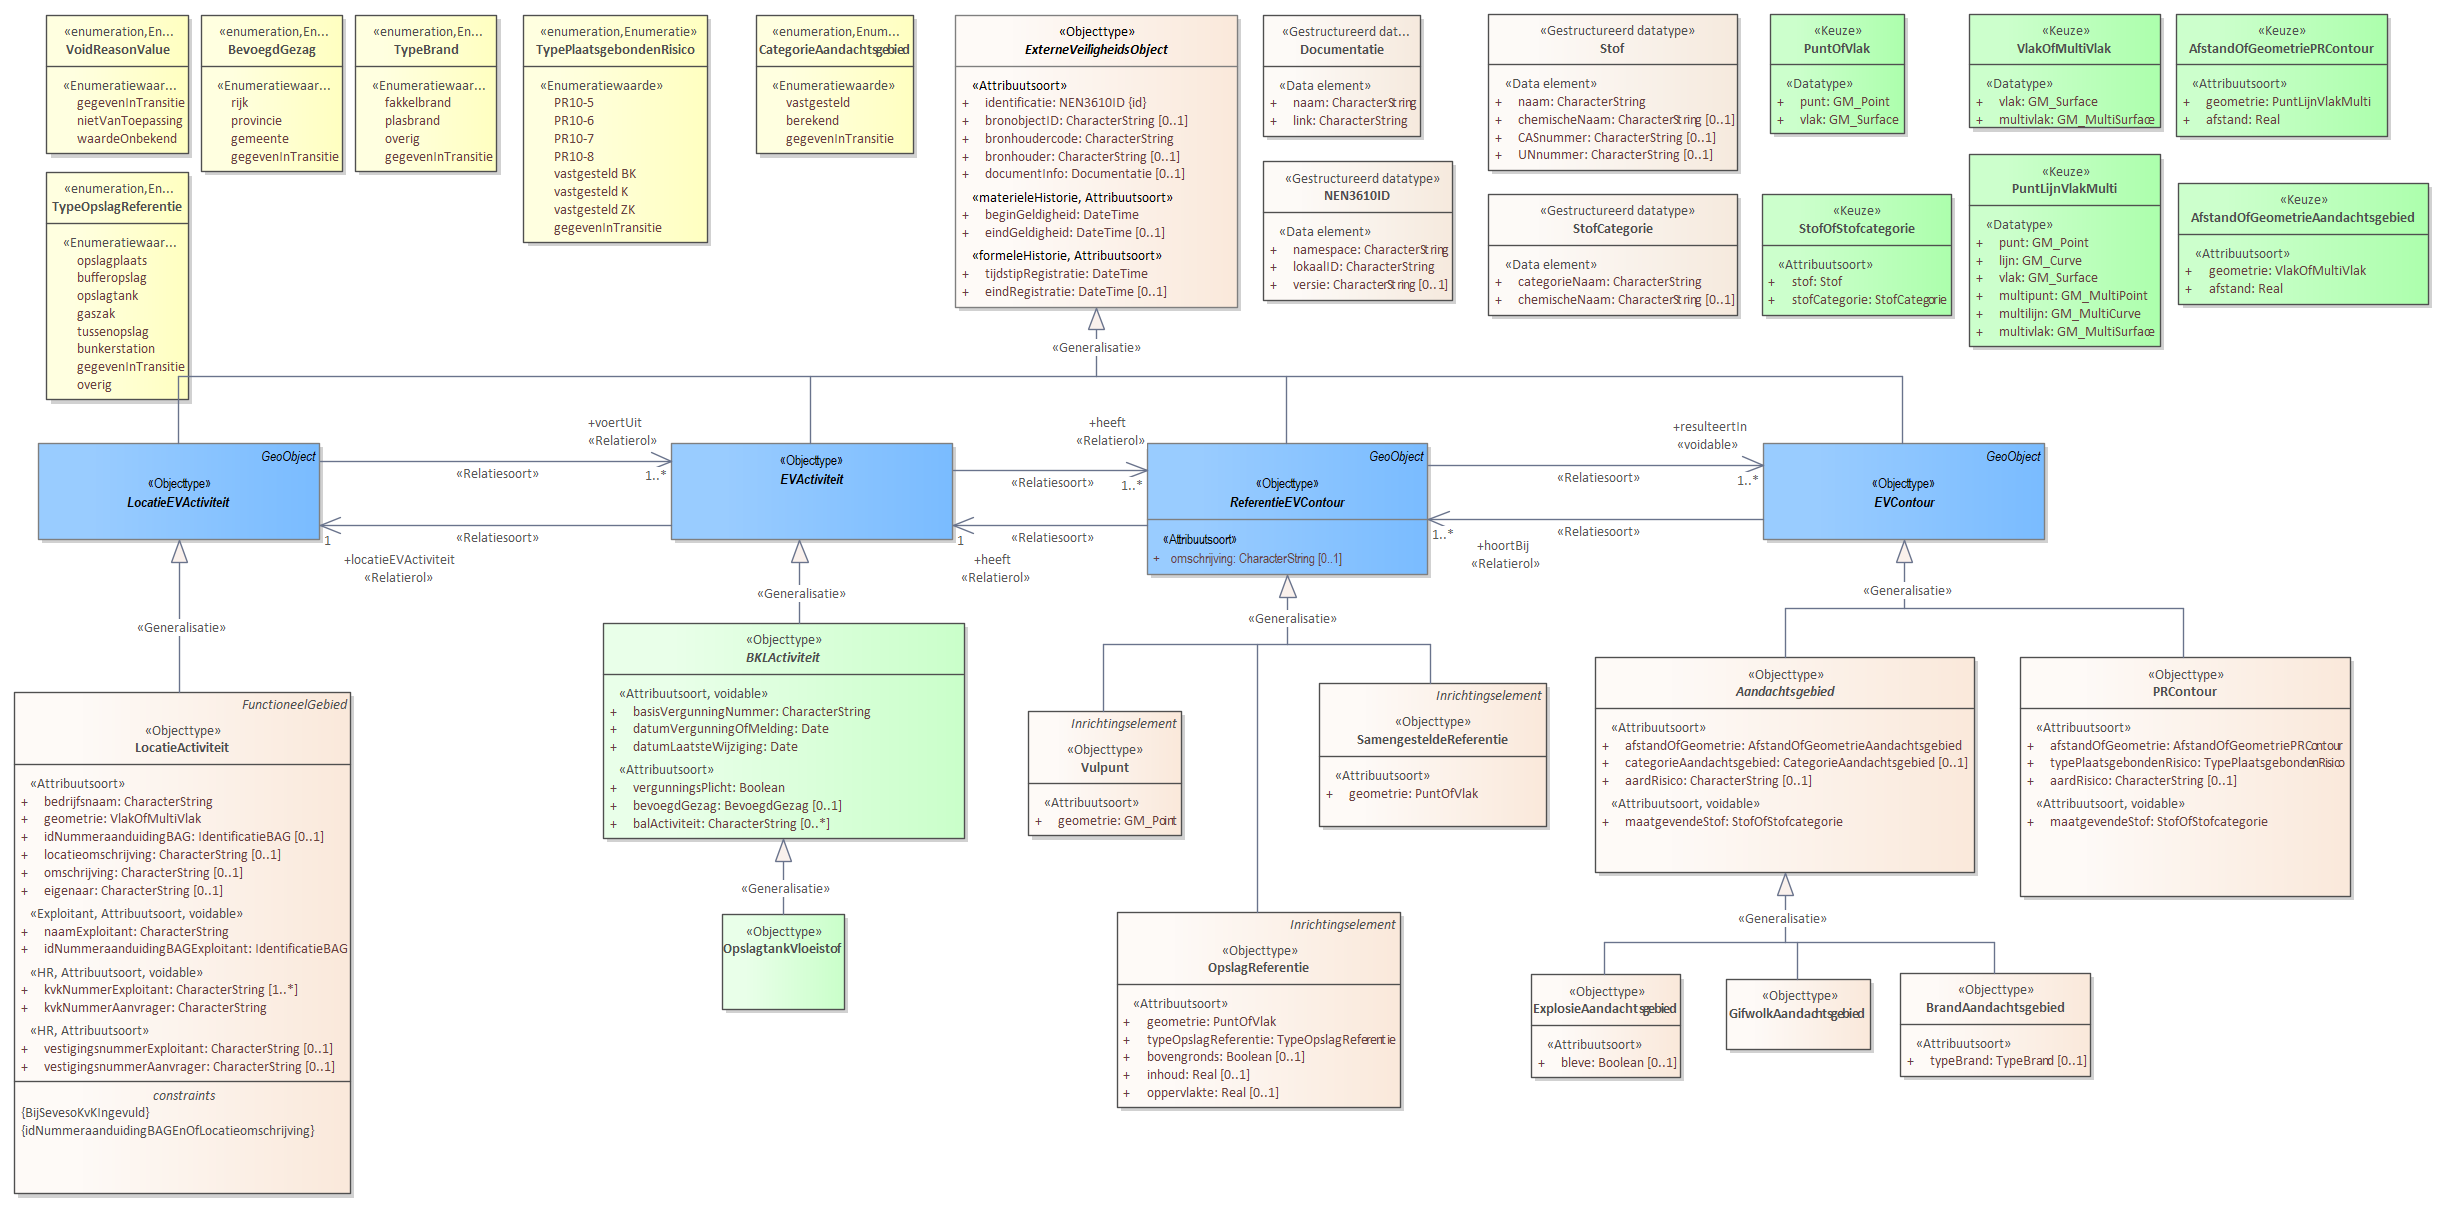 «enumeration,En...
VoidReasonValue
«Enumeratiewaar...
gegevenInTransitie
nietVanToepassing
waardeOnbekend
«enumeration,En...
BevoegdGezag
«Enumeratiewaar...
rijk
provincie
gemeente
gegevenInTransitie
«enumeration,En...
TypeBrand
«Enumeratiewaar...
fakkelbrand
plasbrand
overig
gegevenInTransitie
«enumeration,Enumeratie»
TypePlaatsgebondenRisico
«Enumeratiewaarde»
PR10-5
PR10-6
PR10-7
PR10-8
vastgesteld BK
vastgesteld K
vastgesteld ZK
gegevenInTransitie
«enumeration,Enum...
CategorieAandachtsgebied
«Enumeratiewaarde»
vastgesteld
berekend
gegevenInTransitie
«Objecttype»
ExterneVeiligheidsObject
«Attribuutsoort»
+ identificatie: NEN3610ID {id}
+ bronobjectID: CharacterString [0..1]
+ bronhoudercode: CharacterString
+ bronhouder: CharacterString [0..1]
+ documentInfo: Documentatie [0..1]
«materieleHistorie, Attribuutsoort»
+ beginGeldigheid: DateTime
+ eindGeldigheid: DateTime [0..1]
«formeleHistorie, Attribuutsoort»
+ tijdstipRegistratie: DateTime
+ eindRegistratie: DateTime [0..1]
«Gestructureerd dat...
Documentatie
«Data element»
+ naam: CharacterString
+ link: CharacterString
«Gestructureerd datatype»
Stof
«Data element»
+ naam: CharacterString
+ chemischeNaam: CharacterString [0..1]
+ CASnummer: CharacterString [0..1]
+ UNnummer: CharacterString [0..1]
«Keuze»
PuntOfVlak
«Datatype»
+ punt: GM_Point
+ vlak: GM_Surface
«Keuze»
VlakOfMultiVlak
«Datatype»
+ vlak: GM_Surface
+ multivlak: GM_MultiSurface
«Keuze»
AfstandOfGeometriePRContour
«Attribuutsoort»
+ geometrie: PuntLijnVlakMulti
+ afstand: Real
«enumeration,En...
TypeOpslagReferentie
«Enumeratiewaar...
opslagplaats
bufferopslag
opslagtank
gaszak
tussenopslag
bunkerstation
gegevenInTransitie
overig
«Gestructureerd datatype»
NEN3610ID
«Data element»
+ namespace: CharacterString
+ lokaalID: CharacterString
+ versie: CharacterString [0..1]
«Gestructureerd datatype»
StofCategorie
«Data element»
+ categorieNaam: CharacterString
+ chemischeNaam: CharacterString [0..1]
«Keuze»
StofOfStofcategorie
«Attribuutsoort»
+ stof: Stof
+ stofCategorie: StofCategorie
«Keuze»
PuntLijnVlakMulti
«Datatype»
+ punt: GM_Point
+ lijn: GM_Curve
+ vlak: GM_Surface
+ multipunt: GM_MultiPoint
+ multilijn: GM_MultiCurve
+ multivlak: GM_MultiSurface
«Keuze»
AfstandOfGeometrieAandachtsgebied
«Attribuutsoort»
+ geometrie: VlakOfMultiVlak
+ afstand: Real
«Generalisatie»
GeoObject
«Objecttype»
LocatieEVActiviteit
+voertUit
«Relatierol»
«Relatiesoort»
1..*
«Relatiesoort»
1
+locatieEVActiviteit
«Relatierol»
«Objecttype»
EVActiviteit
+heeft
«Relatierol»
«Relatiesoort»
1..*
«Relatiesoort»
1
+heeft
«Relatierol»
GeoObject
«Objecttype»
ReferentieEVContour
«Attribuutsoort»
+ omschrijving: CharacterString [0..1]
+resulteertIn
«voidable»
«Relatiesoort»
1..*
«Relatiesoort»
1..*
+hoortBij
«Relatierol»
GeoObject
«Objecttype»
EVContour
«Generalisatie»
«Generalisatie»
«Generalisatie»
«Generalisatie»
FunctioneelGebied
«Objecttype»
LocatieActiviteit
«Attribuutsoort»
+ bedrijfsnaam: CharacterString
+ geometrie: VlakOfMultiVlak
+ idNummeraanduidingBAG: IdentificatieBAG [0..1]
+ locatieomschrijving: CharacterString [0..1]
+ omschrijving: CharacterString [0..1]
+ eigenaar: CharacterString [0..1]
«Exploitant, Attribuutsoort, voidable»
+ naamExploitant: CharacterString
+ idNummeraanduidingBAGExploitant: IdentificatieBAG
«HR, Attribuutsoort, voidable»
+ kvkNummerExploitant: CharacterString [1..*]
+ kvkNummerAanvrager: CharacterString
«HR, Attribuutsoort»
+ vestigingsnummerExploitant: CharacterString [0..1]
+ vestigingsnummerAanvrager: CharacterString [0..1]
constraints
{BijSevesoKvKIngevuld}
{idNummeraanduidingBAGEnOfLocatieomschrijving}
«Objecttype»
BKLActiviteit
«Attribuutsoort, voidable»
+ basisVergunningNummer: CharacterString
+ datumVergunningOfMelding: Date
+ datumLaatsteWijziging: Date
«Attribuutsoort»
+ vergunningsPlicht: Boolean
+ bevoegdGezag: BevoegdGezag [0..1]
+ balActiviteit: CharacterString [0..*]
«Generalisatie»
«Objecttype»
OpslagtankVloeistof
Inrichtingselement
«Objecttype»
Vulpunt
«Attribuutsoort»
+ geometrie: GM_Point
Inrichtingselement
«Objecttype»
SamengesteldeReferentie
«Attribuutsoort»
+ geometrie: PuntOfVlak
Inrichtingselement
«Objecttype»
OpslagReferentie
«Attribuutsoort»
+ geometrie: PuntOfVlak
+ typeOpslagReferentie: TypeOpslagReferentie
+ bovengronds: Boolean [0..1]
+ inhoud: Real [0..1]
+ oppervlakte: Real [0..1]
«Objecttype»
Aandachtsgebied
«Attribuutsoort»
+ afstandOfGeometrie: AfstandOfGeometrieAandachtsgebied
+ categorieAandachtsgebied: CategorieAandachtsgebied [0..1]
+ aardRisico: CharacterString [0..1]
«Attribuutsoort, voidable»
+ maatgevendeStof: StofOfStofcategorie
«Objecttype»
PRContour
«Attribuutsoort»
+ afstandOfGeometrie: AfstandOfGeometriePRContour
+ typePlaatsgebondenRisico: TypePlaatsgebondenRisico
+ aardRisico: CharacterString [0..1]
«Attribuutsoort, voidable»
+ maatgevendeStof: StofOfStofcategorie
«Generalisatie»
«Objecttype»
ExplosieAandachtsgebied
«Attribuutsoort»
+ bleve: Boolean [0..1]
«Objecttype»
GifwolkAandachtsgebied
«Objecttype»
BrandAandachtsgebied
«Attribuutsoort»
+ typeBrand: TypeBrand [0..1]